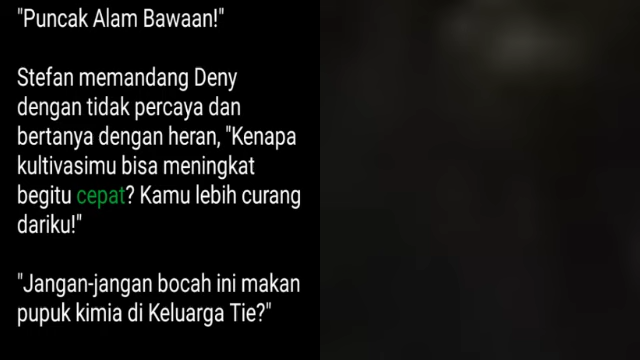 "Puncak Alam Bawaan!"
Stefan memandang Deny
dengan tidak percaya dan
bertanya dengan heran, "Kenapa
kultivasimu bisa meningkat
begitu cepat? Kamu lebih curang
dariku!"
"Jangan-jangan bocah ini makan
pupuk kimia di Keluarga Tie?"